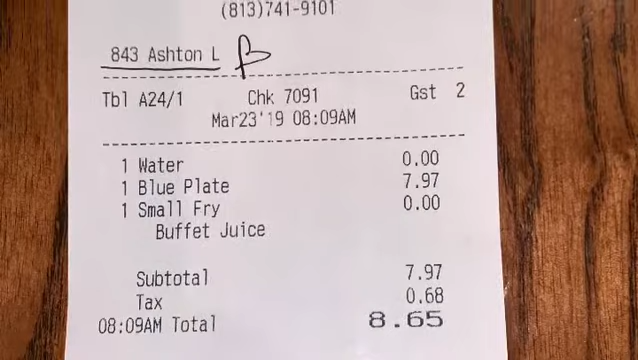 (813)741-9101
843 Ashton L
Tbl A24/1 Chk 7091 Gst 2
Mar23'19 08:09AM
1 Water 0.00
1 Blue Plate 7.97
1 Small Fry 0.00
Buffet Juice
Subtotal 7.97
Tax 0.68
08:09AM Total 8.65